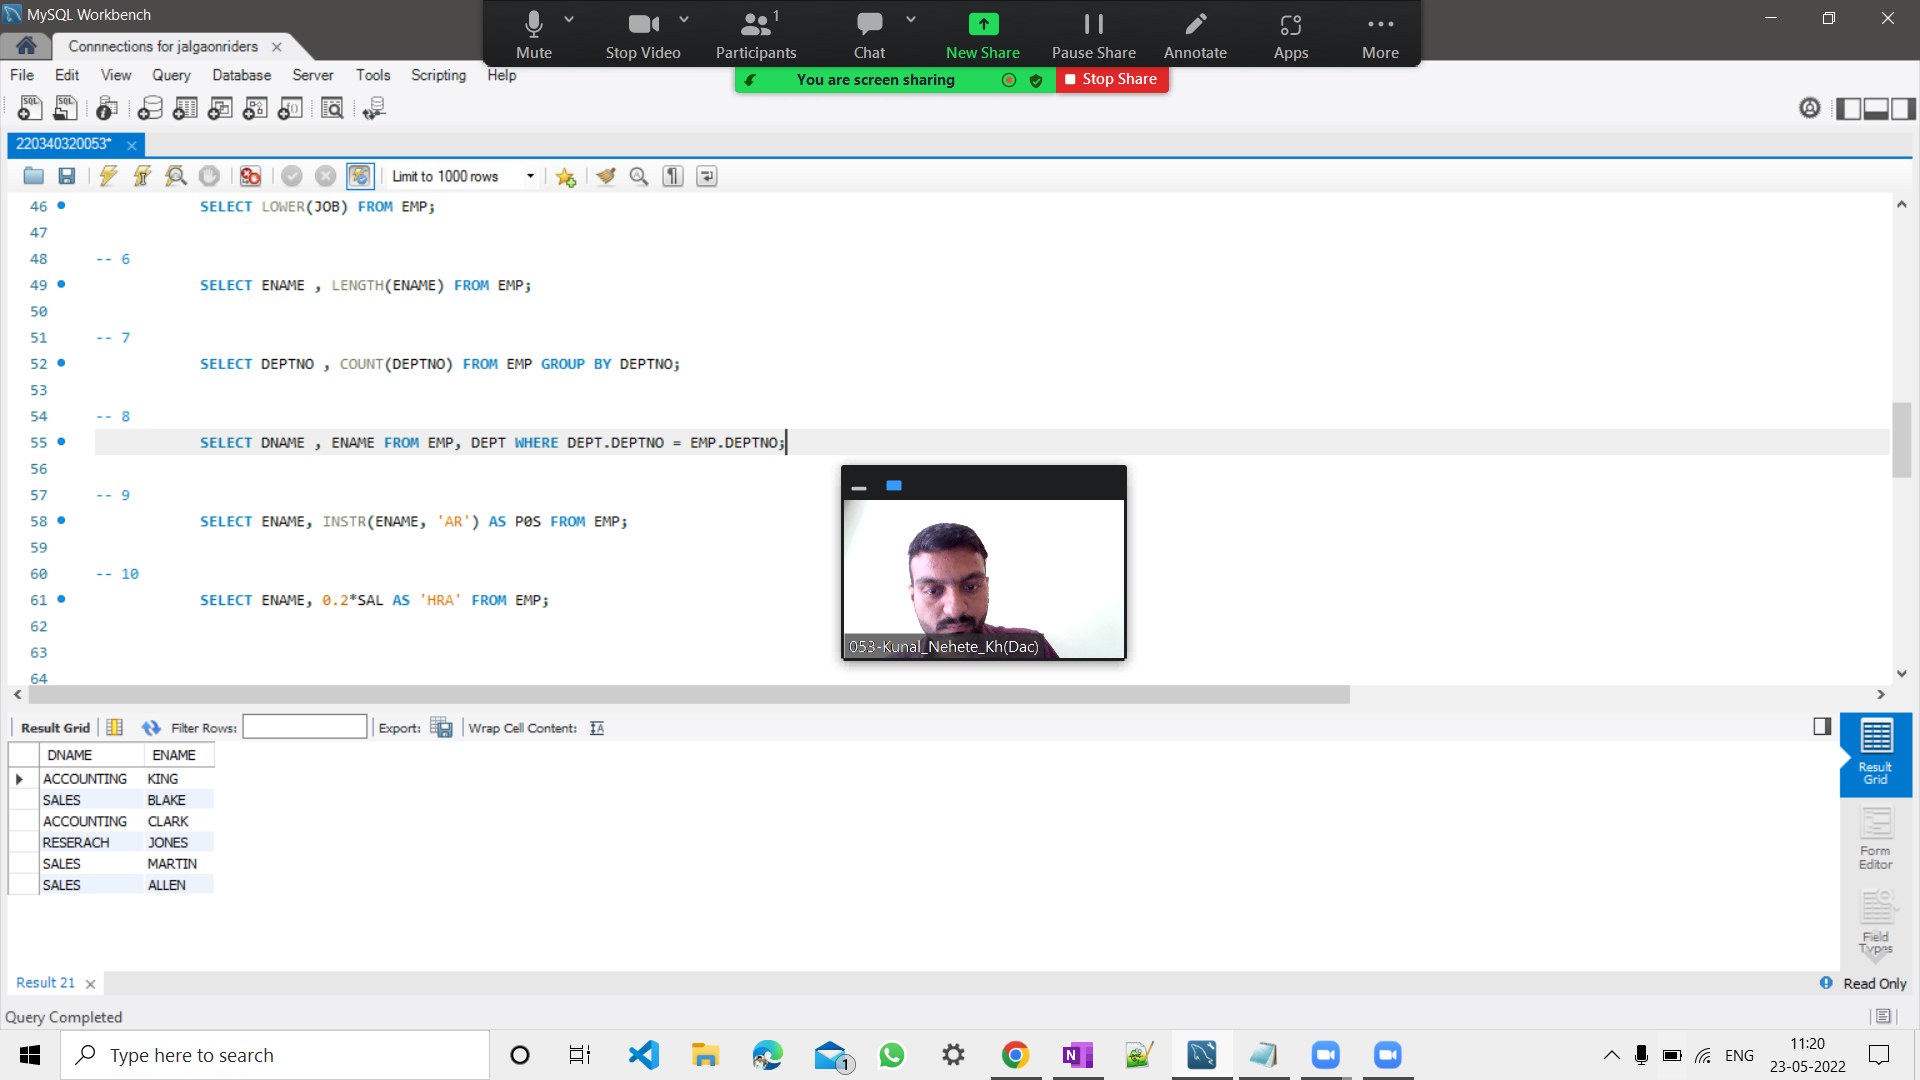 MySQL Workbench
Connnections for jalgaonriders
Mute
Stop Video
1
Participants
Chat
New Share
Pause Share
Annotate
Apps
More
File Edit View Query Database Server Tools Scripting Help
You are screen sharing
Stop Share
220340320053*
Limit to 1000 rows
46 SELECT LOWER(JOB) FROM EMP;
47
48 -- 6
49 SELECT ENAME , LENGTH(ENAME) FROM EMP;
50
51 -- 7
52 SELECT DEPTNO , COUNT(DEPTNO) FROM EMP GROUP BY DEPTNO;
53
54 -- 8
55 SELECT DNAME , ENAME FROM EMP, DEPT WHERE DEPT.DEPTNO = EMP.DEPTNO;
56
57 -- 9
58 SELECT ENAME, INSTR(ENAME, 'AR') AS P0S FROM EMP;
59
60 -- 10
61 SELECT ENAME, 0.2*SAL AS 'HRA' FROM EMP;
62
63
64
053-Kunal_Nehete_Kh(Dac)
Result Grid Filter Rows: Export: Wrap Cell Content:
DNAME ENAME
ACCOUNTING KING
SALES BLAKE
ACCOUNTING CLARK
RESERACH JONES
SALES MARTIN
SALES ALLEN
Result
Grid
Form
Editor
Field
Types
Result 21
Read Only
Query Completed
Type here to search
1
ENG
11:20
23-05-2022